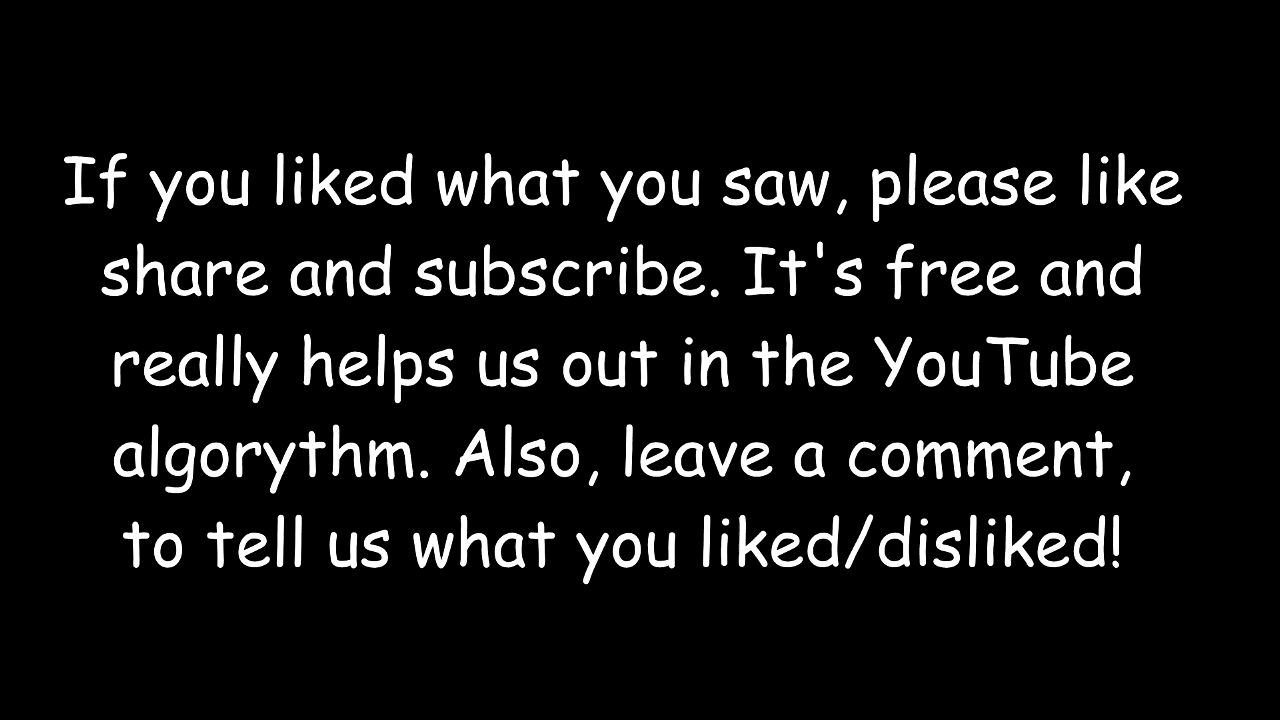 If you liked what you saw, please like
share and subscribe. It's free and
really helps us out in the YouTube
algorythm. Also, leave a comment,
to tell us what you liked/disliked!